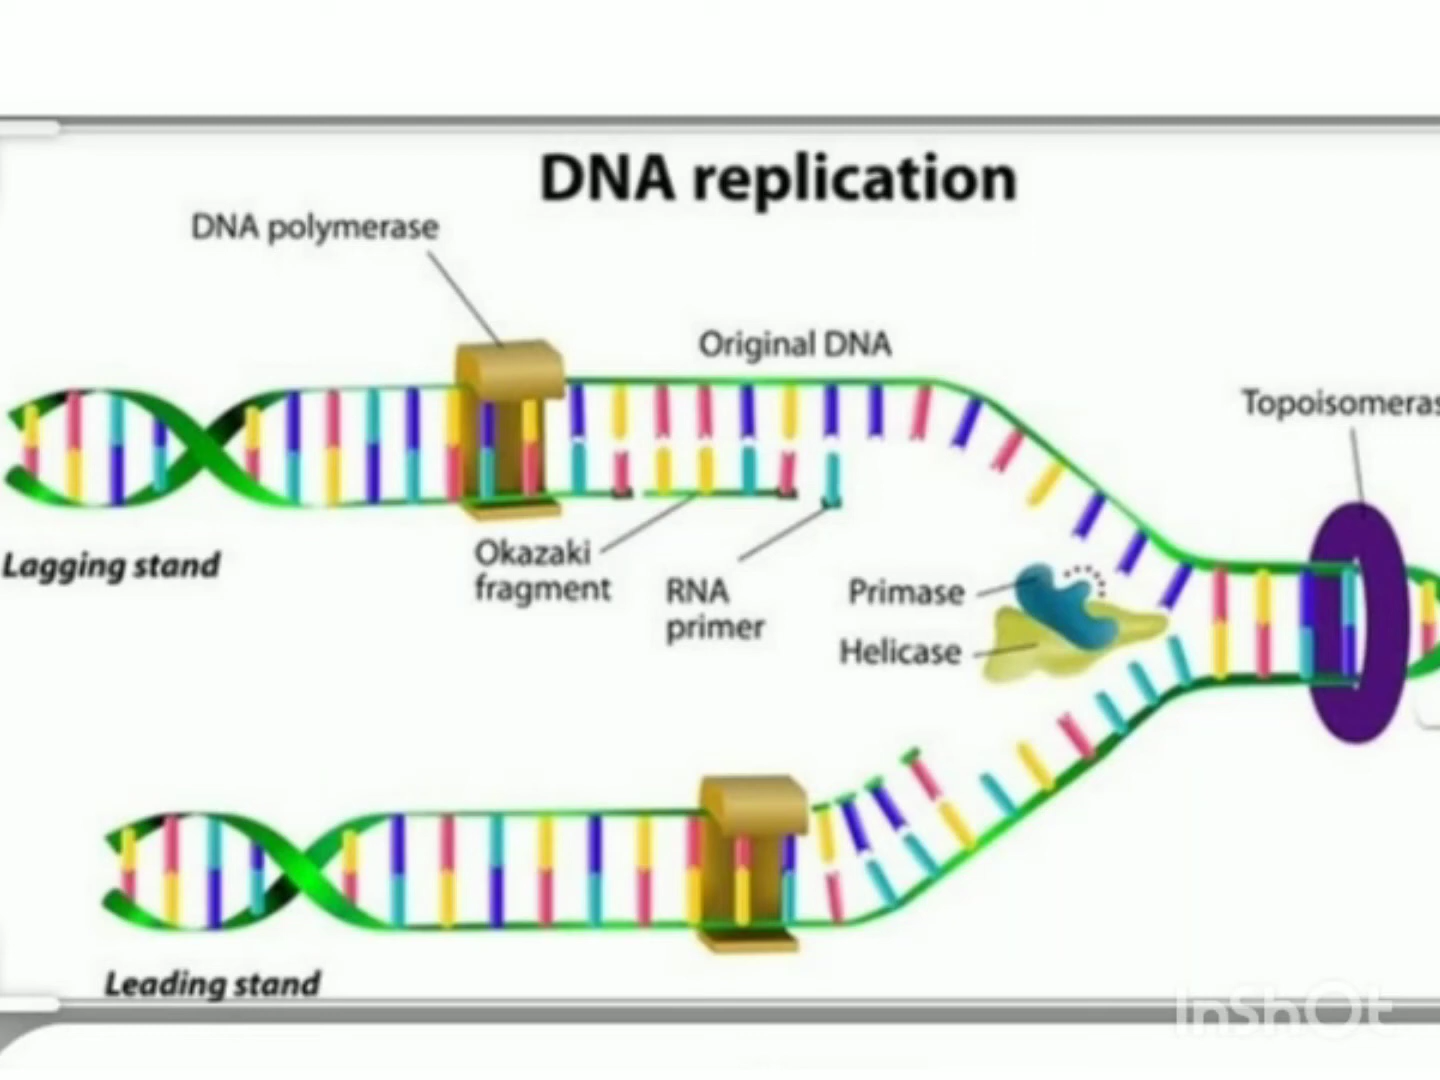 DNA replication
DNA polymerase
Original DNA
Topoisomeras
Lagging stand
Okazaki
fragment
RNA
primer
Primase
Helicase
Leading stand
InShOt